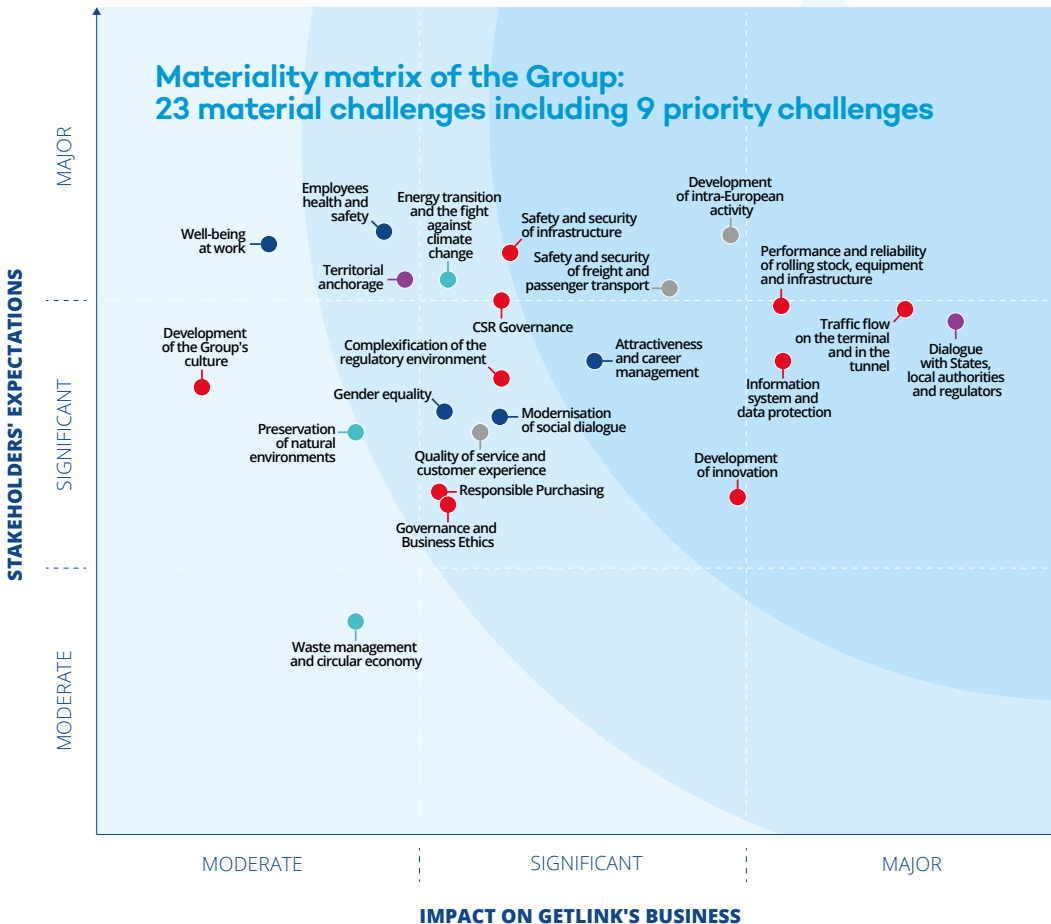 Materiality matrix of the Group:
23 material challenges including 9 priority challenges
STAKEHOLDERS' EXPECTATIONS
MAJOR
SIGNIFICANT
MODERATE
Employees
health and
safety
Energy transition
and the fight
against
climate
change
Well-being
at work
Territorial
anchorage
Safety and security
of infrastructure
Safety and security
of freight and
passenger transport
Development
of intra-European
activity
Performance and reliability
of rolling stock, equipment
and infrastructure
CSR Governance
Traffic flow
on the terminal
and in the
tunnel
Dialogue
with States,
local authorities
and regulators
Development
of the Group's
culture
Complexification of the
regulatory environment
Attractiveness
and career
management
Information
system and
data protection
Gender equality
Modernisation
of social dialogue
Preservation
of natural
environments
Quality of service and
customer experience
Development
of innovation
Responsible Purchasing
Governance and
Business Ethics
Waste management
and circular economy
MODERATE
SIGNIFICANT
MAJOR
IMPACT ON GETLINK'S BUSINESS